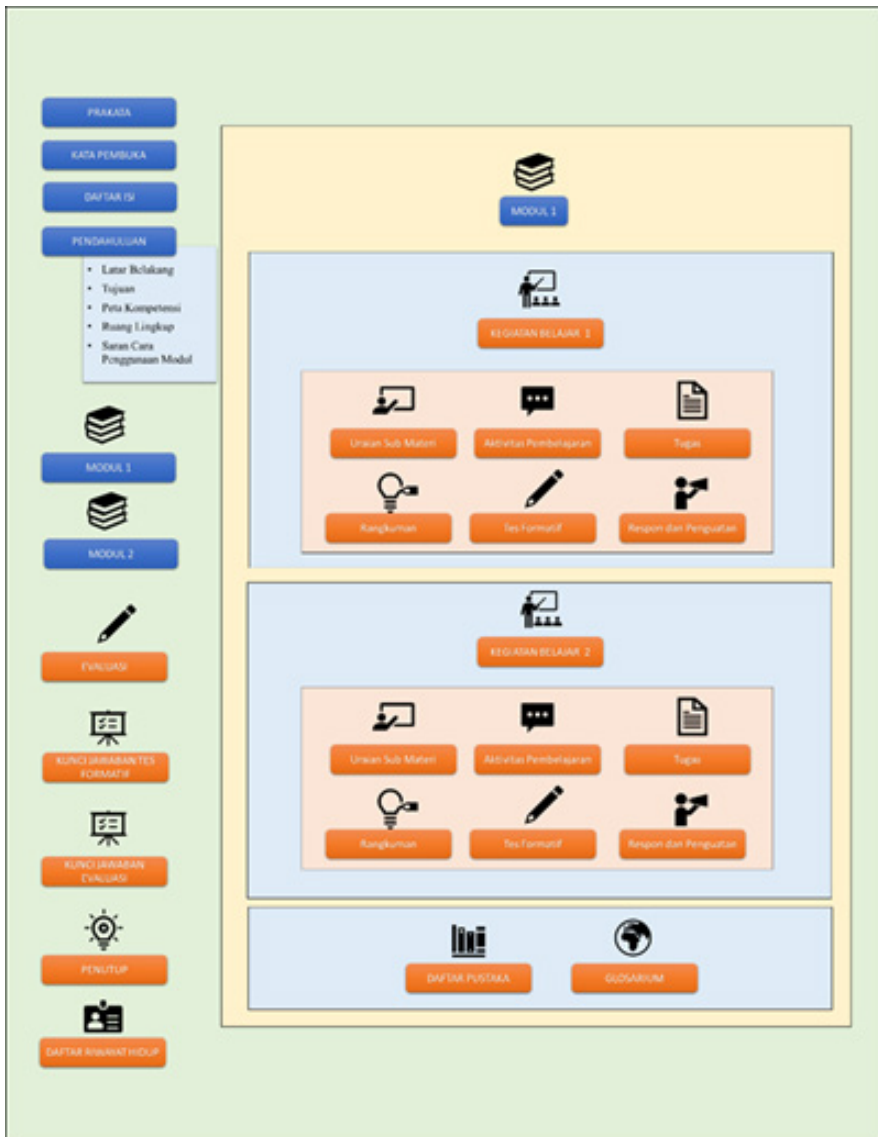 PRAKATA
KATA PEMBUKA
DAFTAR ISI
PENDAHULUAN
• Latar Belakang
• Tujuan
• Peta Kompetensi
• Ruang Lingkup
• Saran Cara
Penggunaan Modul
MODUL 1
MODUL 2
EVALUASI
KUNCI JAWABAN TES
FORMATIF
KUNCI JAWABAN
EVALUASI
PENUTUP
DAFTAR RIWAYAT HIDUP
MODUL 1
KEGIATAN BELAJAR 1
Uraian Sub Materi
Aktivitas Pembelajaran
Tugas
Rangkuman
Tes Formatif
Respon dan Penguatan
KEGIATAN BELAJAR 2
Uraian Sub Materi
Aktivitas Pembelajaran
Tugas
Rangkuman
Tes Formatif
Respon dan Penguatan
DAFTAR PUSTAKA
GLOSARIUM